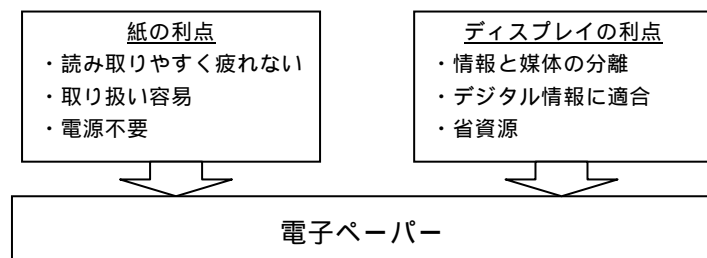 紙の利点
・読み取りやすく疲れない
・取り扱い容易
・電源不要
ディスプレイの利点
・情報と媒体の分離
・デジタル情報に適合
・省資源
電子ペーパー